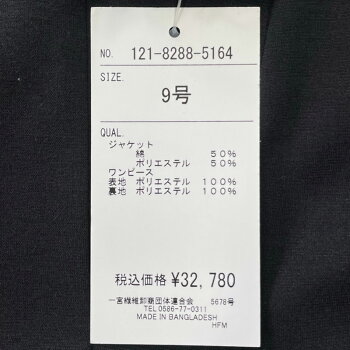 NO. 121-8288-5164
SIZE.
9号
QUAL.
ジャケット
綿 50%
ポリエステル 50%
ワンピース
表地 ポリエステル 100%
裏地 ポリエステル 100%
税込価格 ¥32,780
一宮繊維卸商団体連合会 5678号
TEL 0586-77-0311
MADE IN BANGLADESH
HFM